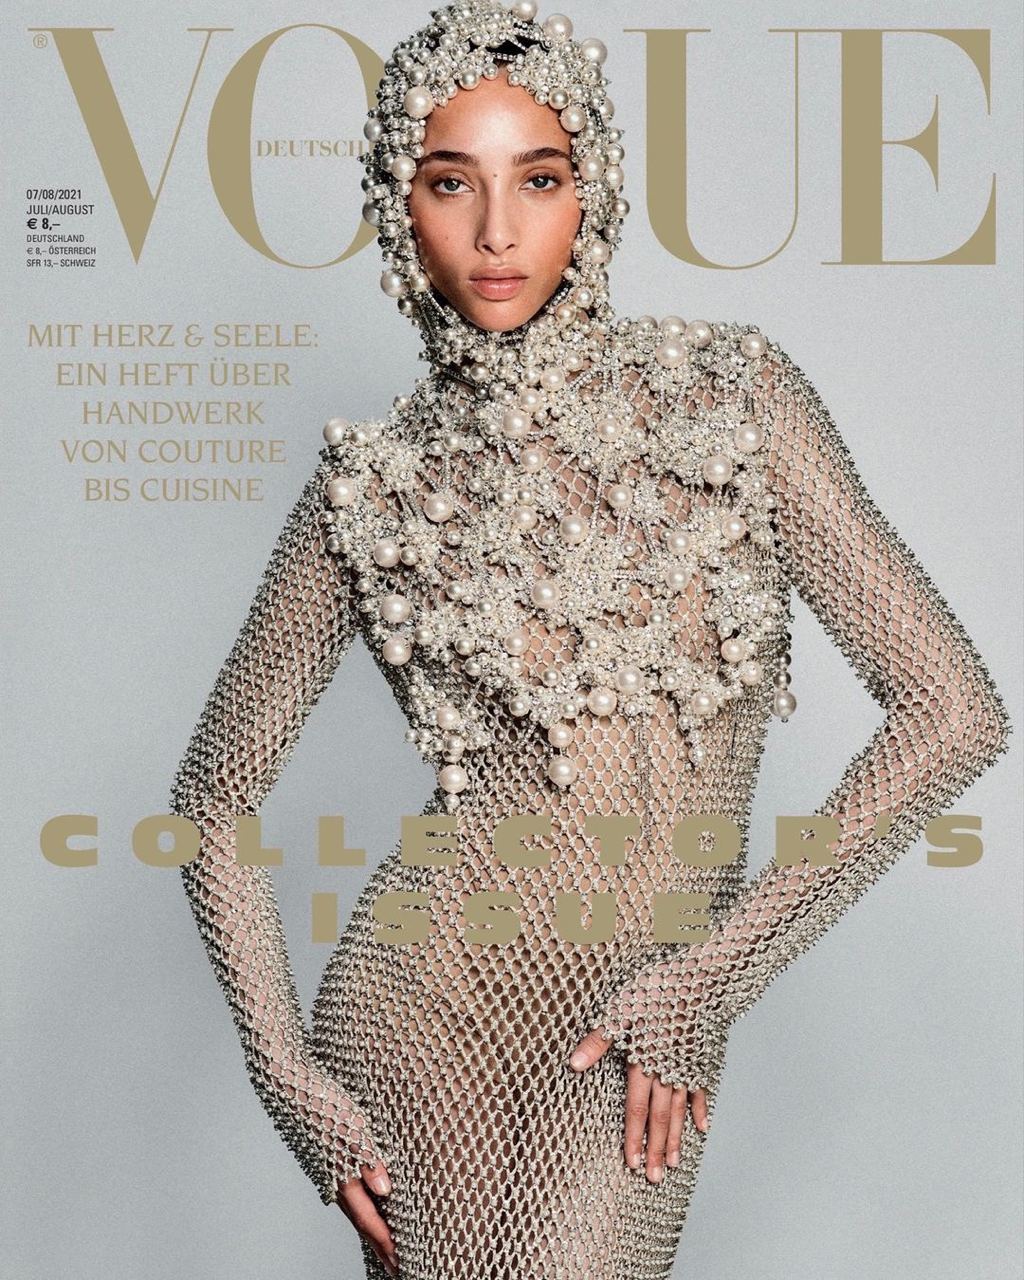 ®
VOGUE
DEUTSCH
07/08/2021
JULI/AUGUST
€ 8,–
DEUTSCHLAND
€ 8,– ÖSTERREICH
SFR 13,– SCHWEIZ
MIT HERZ & SEELE:
EIN HEFT ÜBER
HANDWERK
VON COUTURE
BIS CUISINE
COLLECTOR'S
ISSUE